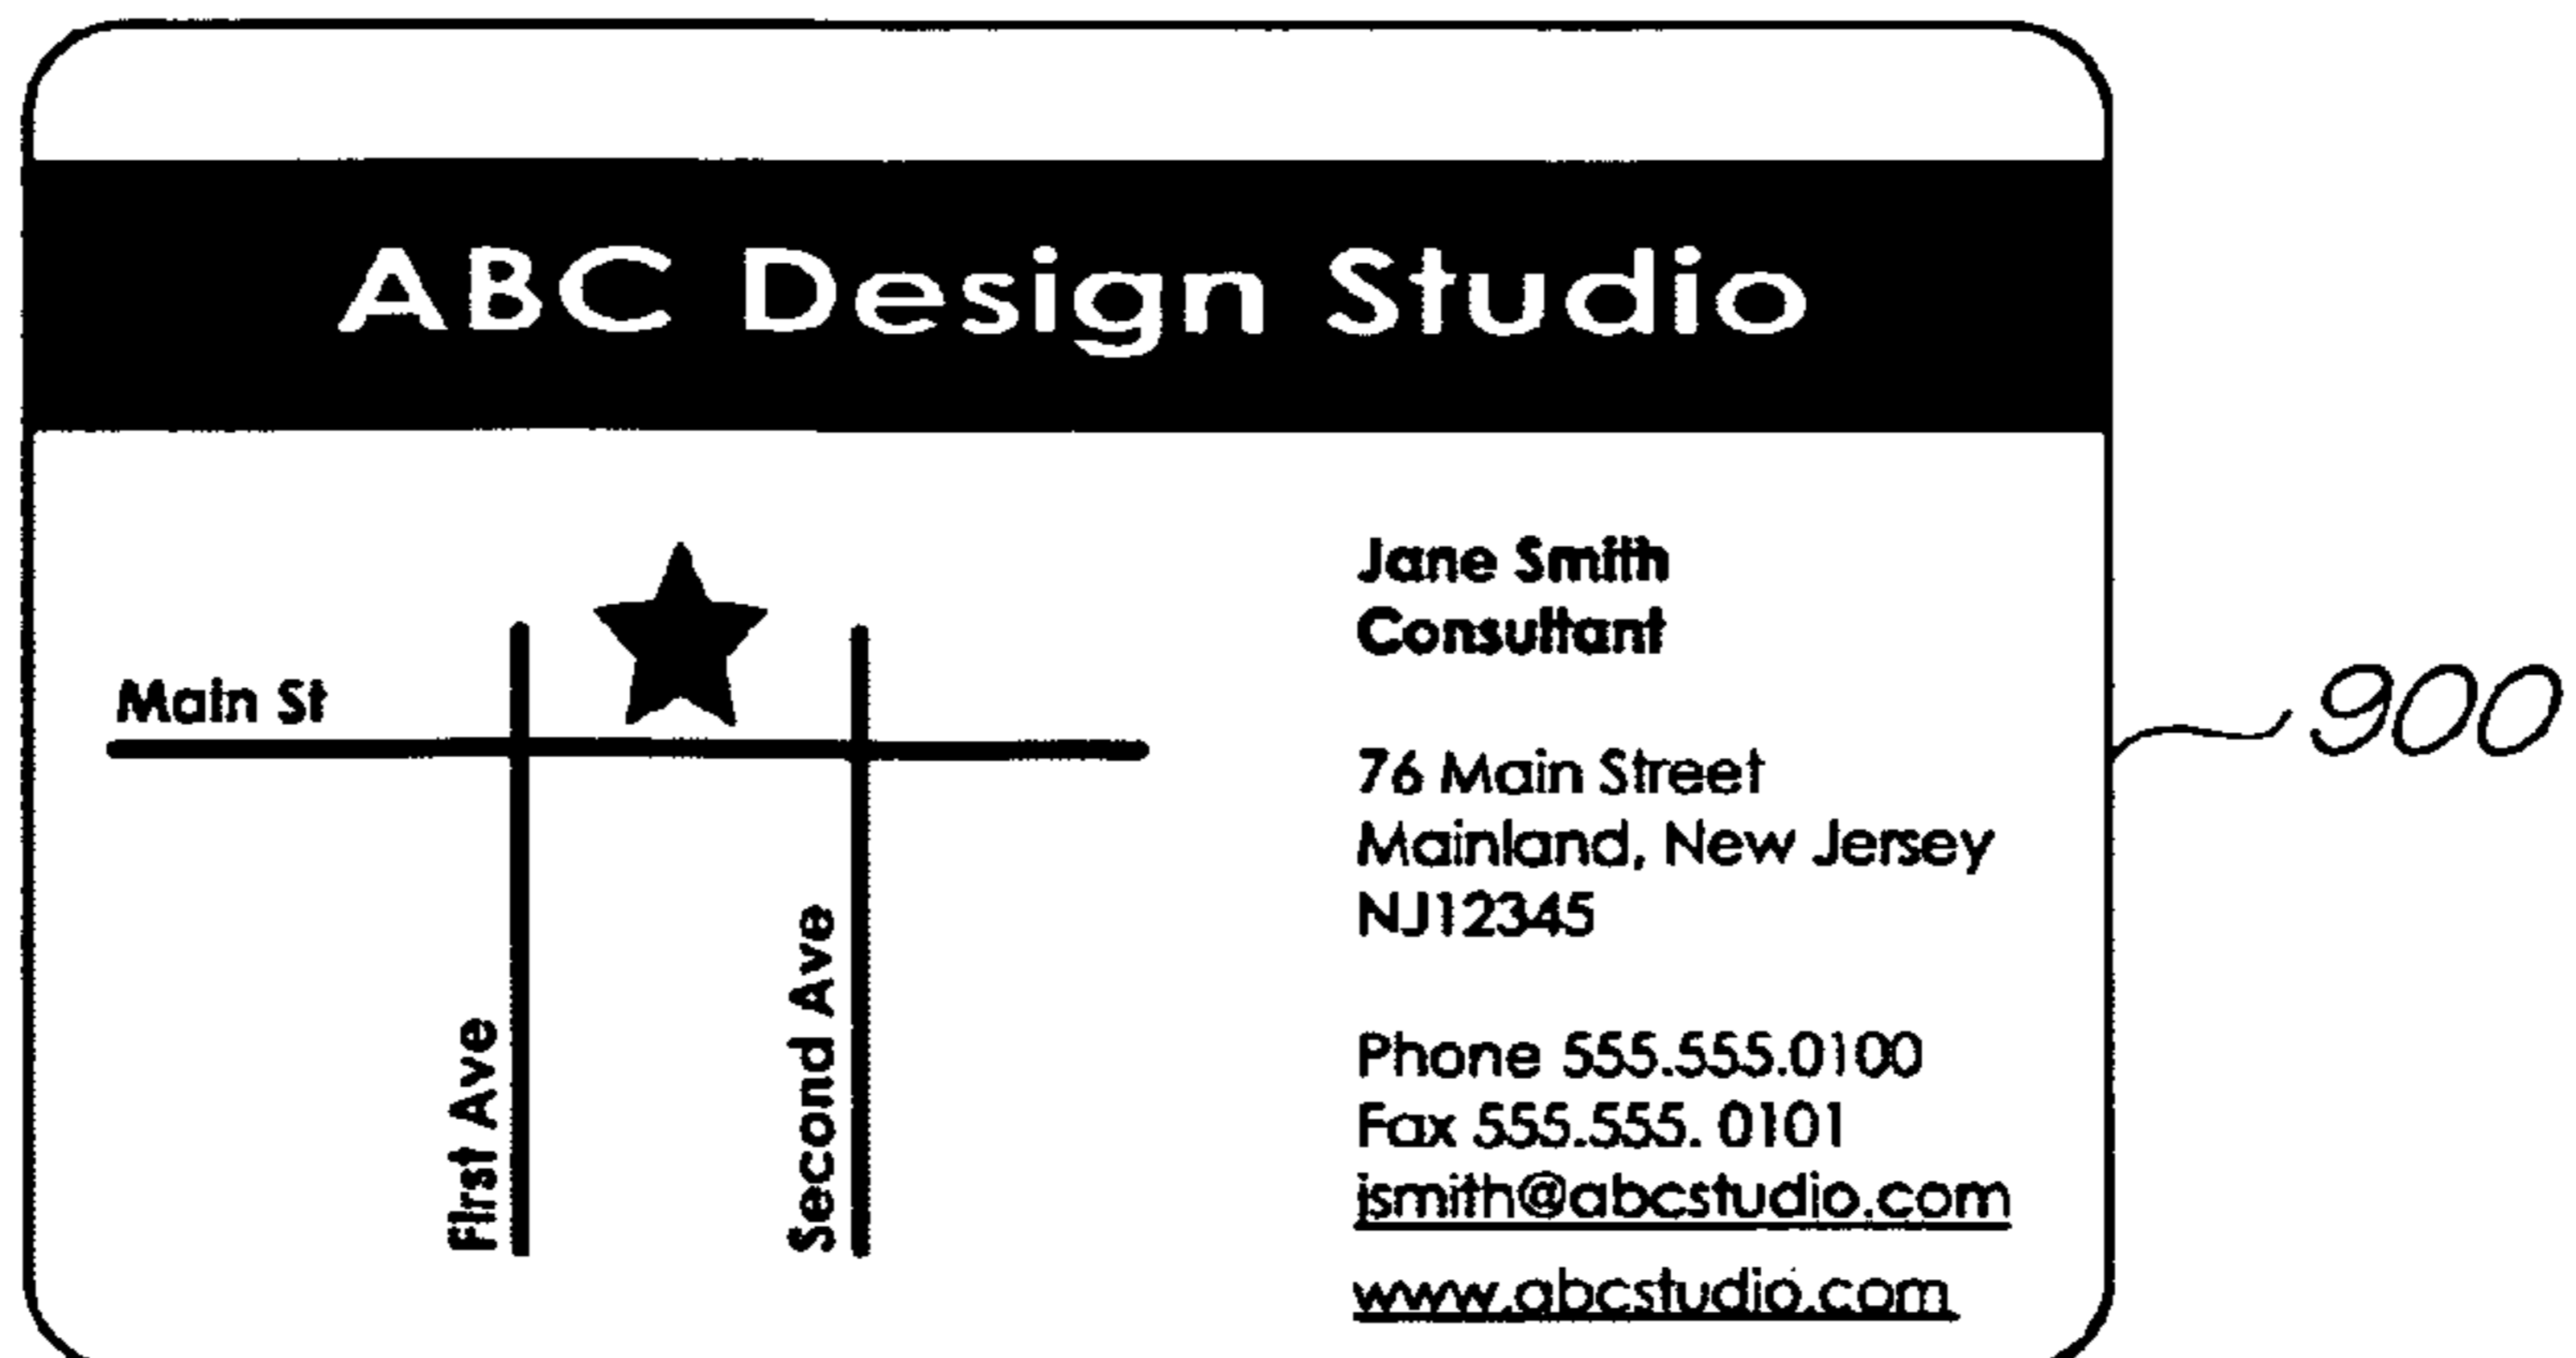 ABC Design Studio
Main St
First Ave
Second Ave
Jane Smith
Consultant
76 Main Street
Mainland, New Jersey
NJ12345
Phone 555.555.0100
Fax 555.555. 0101
jsmith@abcstudio.com
www.abcstudio.com
900